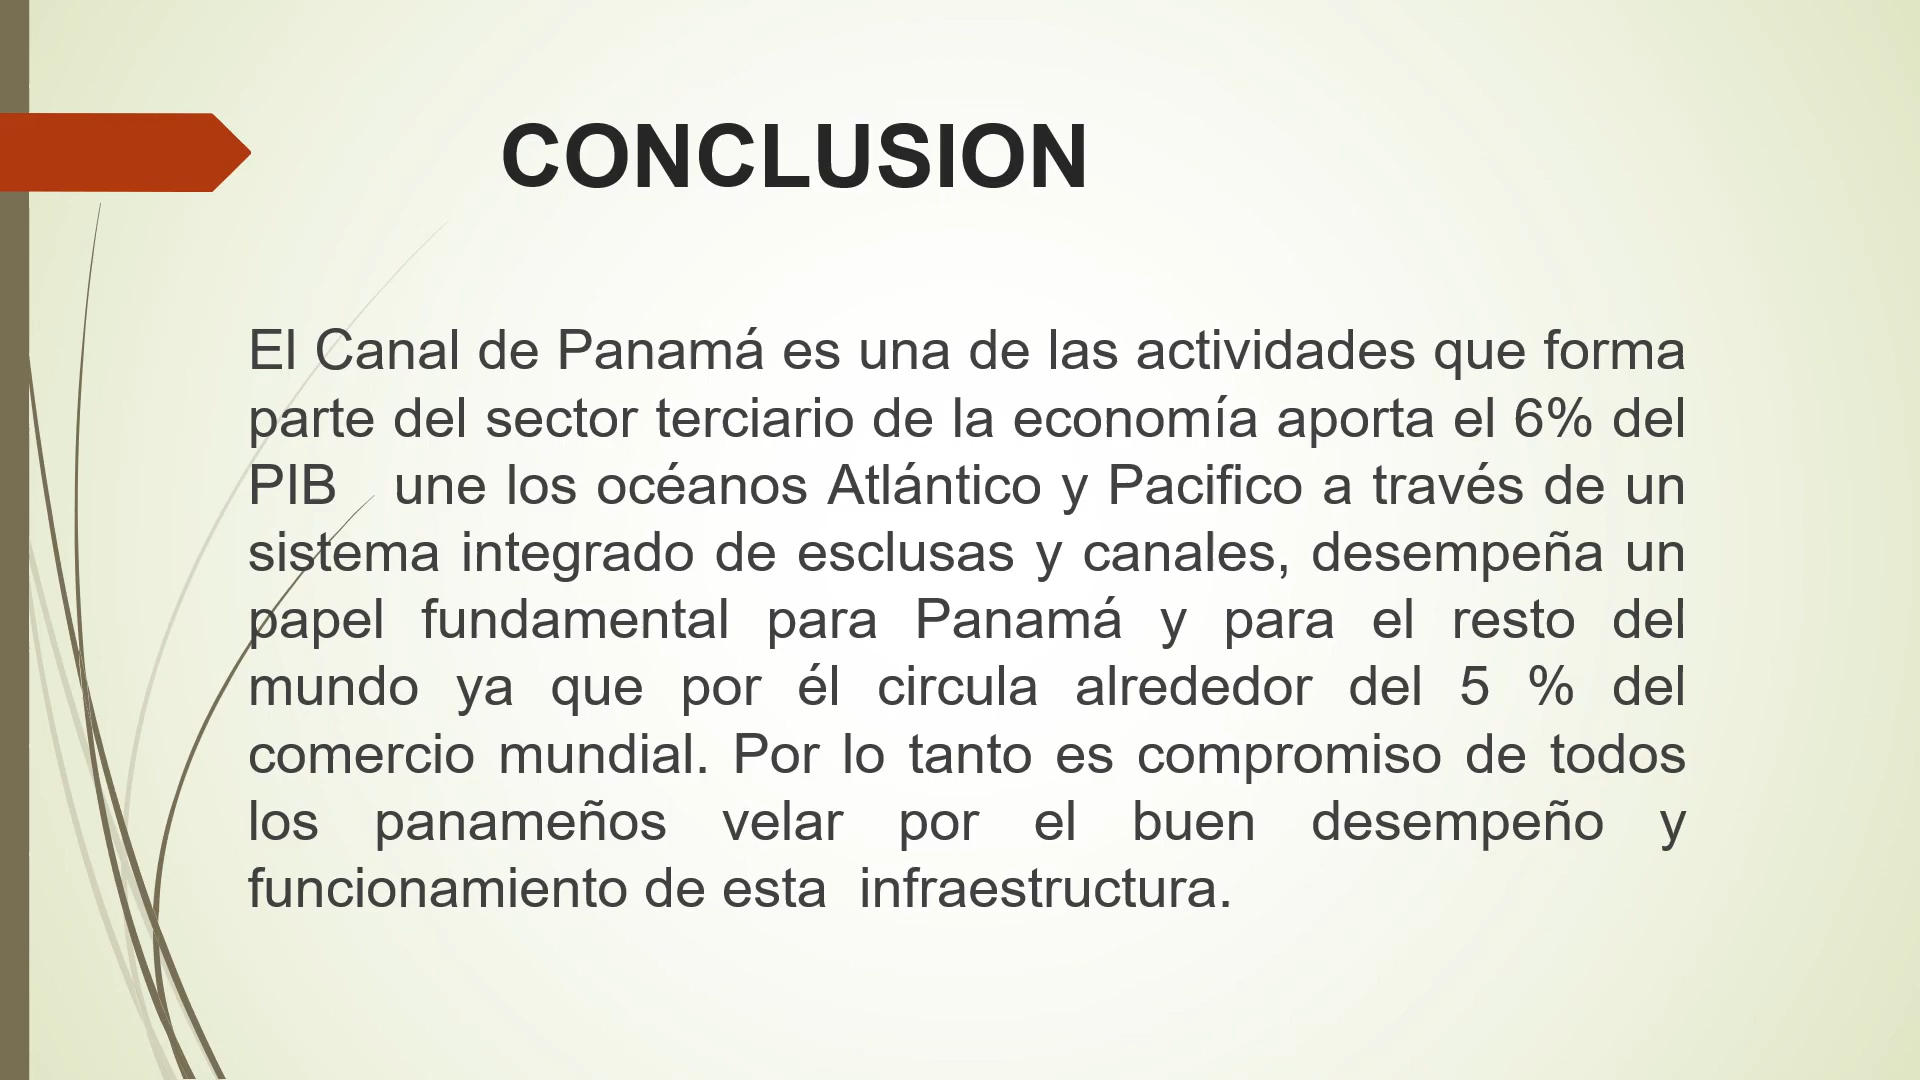 CONCLUSION
El Canal de Panamá es una de las actividades que forma
parte del sector terciario de la economía aporta el 6% del
PIB une los océanos Atlántico y Pacifico a través de un
sistema integrado de esclusas y canales, desempeña un
papel fundamental para Panamá y para el resto del
mundo ya que por él circula alrededor del 5 % del
comercio mundial. Por lo tanto es compromiso de todos
los panameños velar por el buen desempeño y
funcionamiento de esta infraestructura.